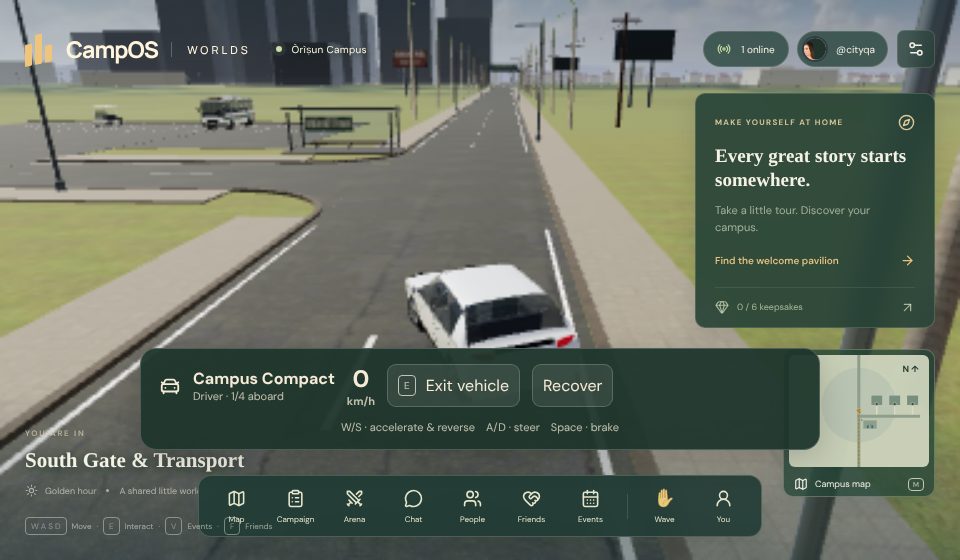 CampOS
WORLDS
Òrìsun Campus
1 online
@cityqa
MAKE YOURSELF AT HOME
Every great story starts
somewhere.
Take a little tour. Discover your
campus.
Find the welcome pavilion
0 / 6 keepsakes
Campus Compact
Driver · 1/4 aboard
0
km/h
E Exit vehicle
Recover
W/S · accelerate & reverse A/D · steer Space · brake
N
YOU ARE IN
South Gate & Transport
Golden hour • A shared little
Campus map M
WASD Move · E Interact · V Events · F Friends
Map
Campaign
Arena
Chat
People
Friends
Events
Wave
You